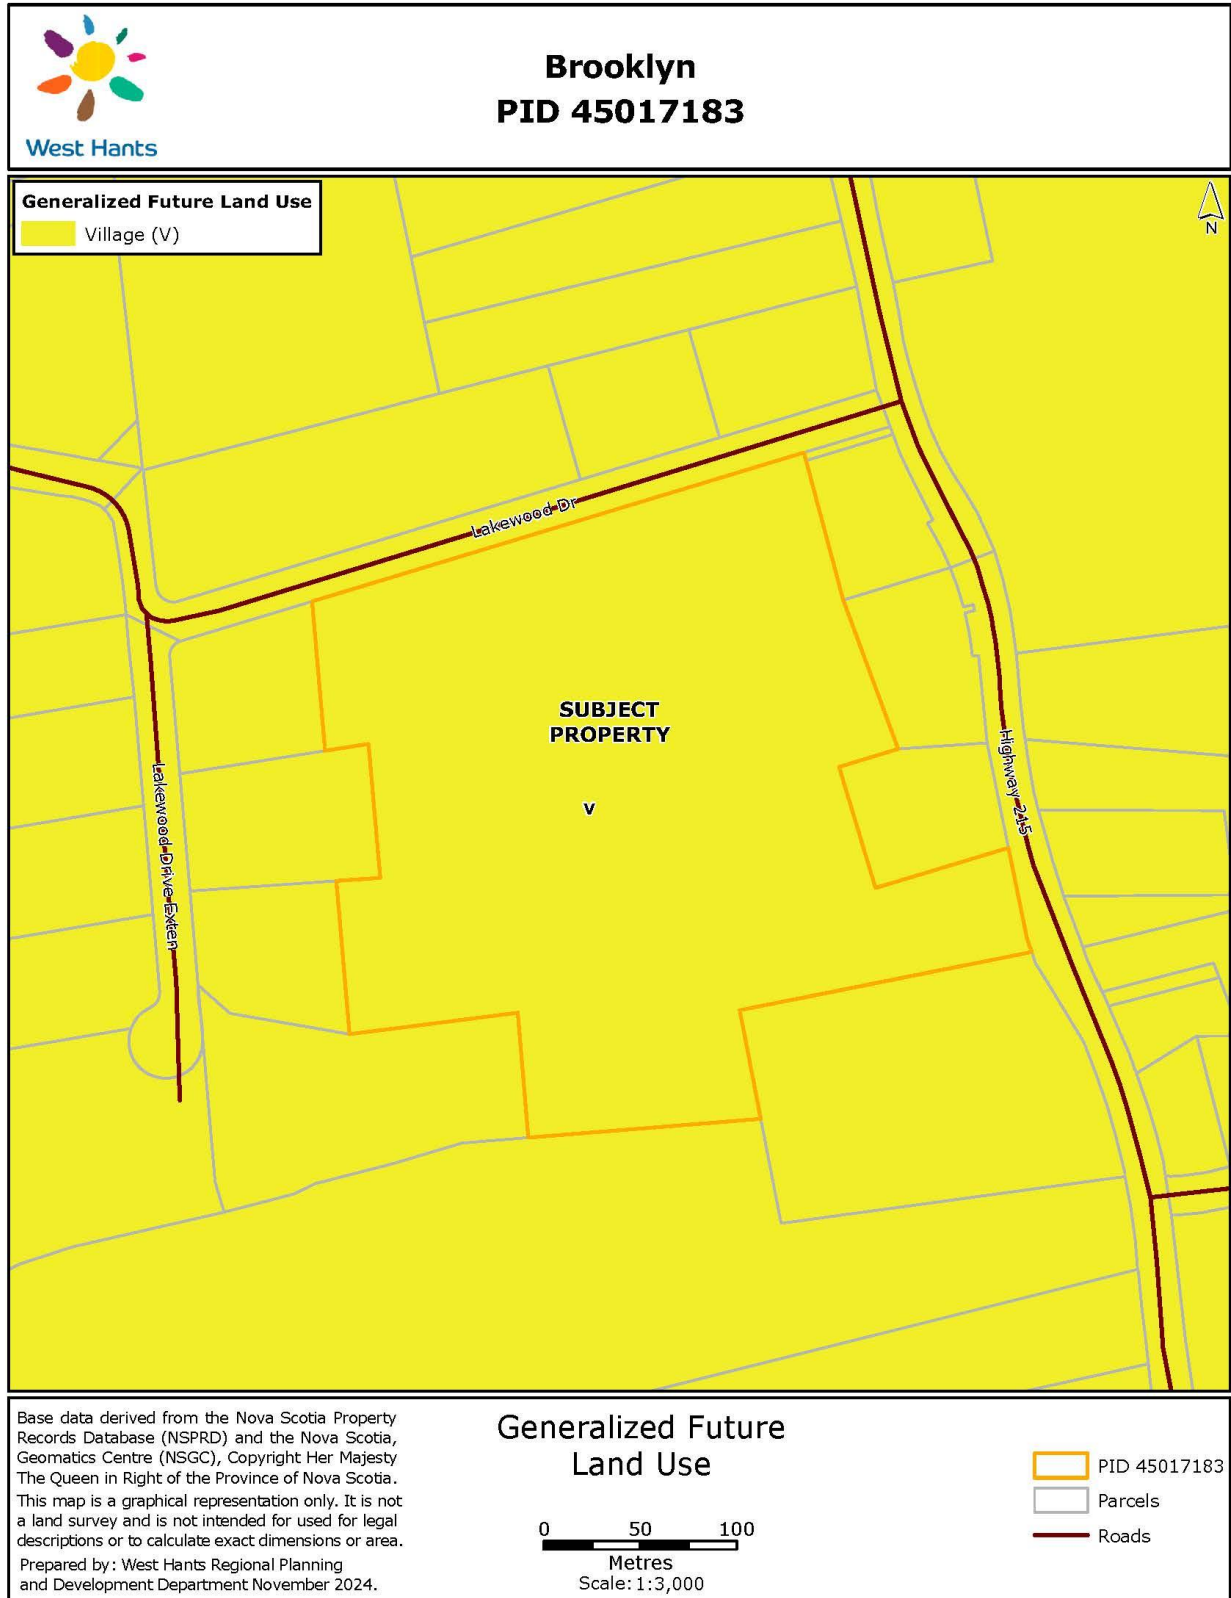 West Hants
Brooklyn
PID 45017183
Generalized Future Land Use
Village (V)
N
Lakewood Dr
SUBJECT
PROPERTY
V
Highway 215
Lakewood Drive Exten
Base data derived from the Nova Scotia Property
Records Database (NSPRD) and the Nova Scotia,
Geomatics Centre (NSGC), Copyright Her Majesty
The Queen in Right of the Province of Nova Scotia.
This map is a graphical representation only. It is not
a land survey and is not intended for used for legal
descriptions or to calculate exact dimensions or area.
Prepared by: West Hants Regional Planning
and Development Department November 2024.
Generalized Future
Land Use
0 50 100
Metres
Scale: 1:3,000
PID 45017183
Parcels
Roads